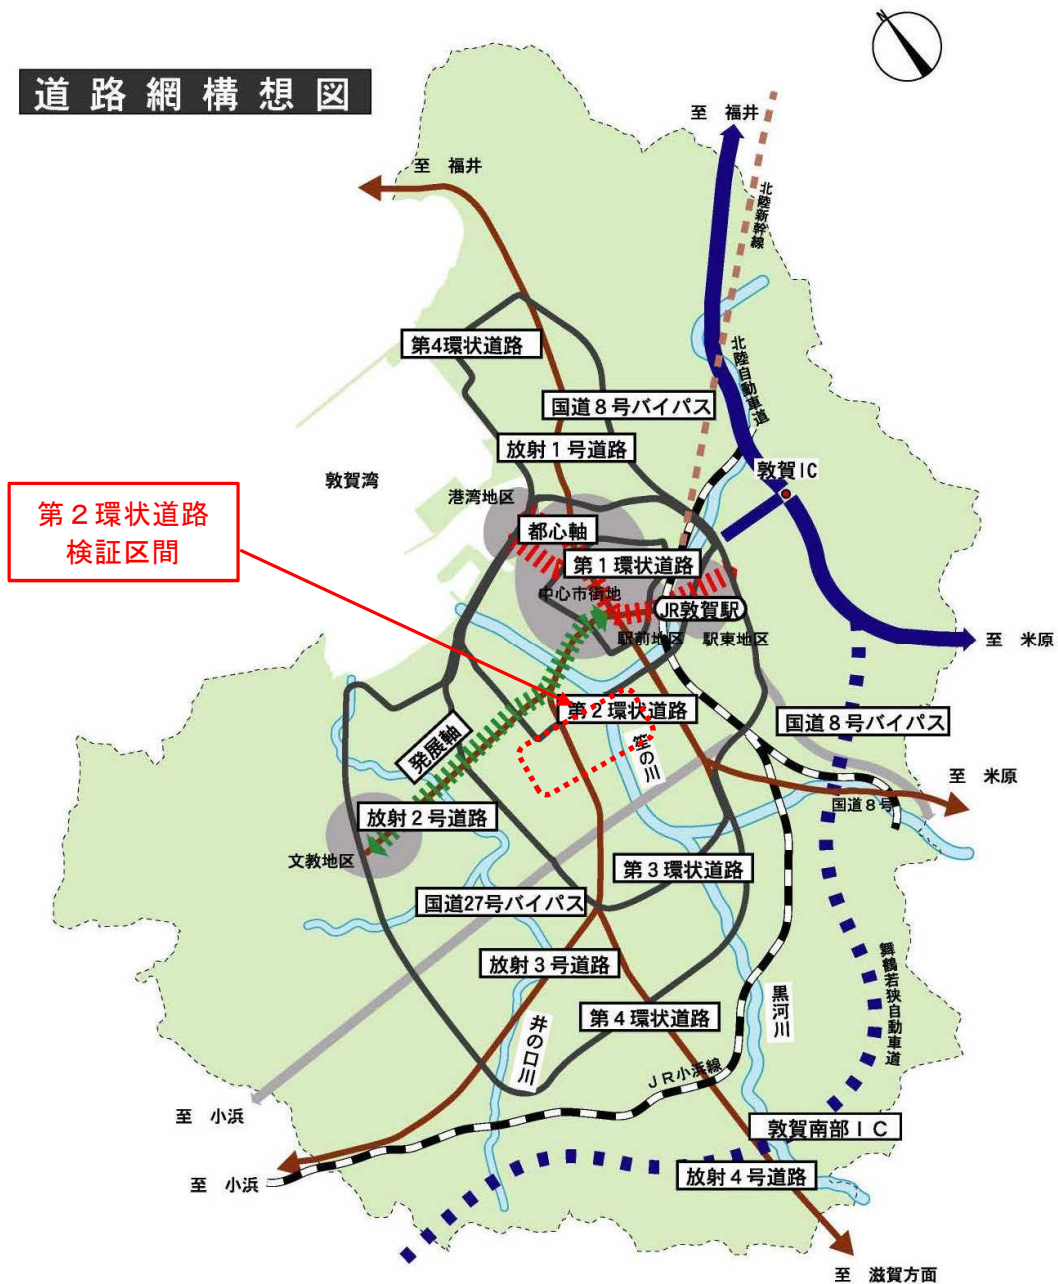 道路網構想図
N
至 福井
至 福井
北陸新幹線
第4環状道路
北陸自動車道
国道8号バイパス
放射1号道路
敦賀IC
敦賀湾
港湾地区
第2環状道路
検証区間
都心軸
第1環状道路
中心市街地
JR敦賀駅
駅前地区
駅東地区
至 米原
第2環状道路
国道8号バイパス
笙の川
発展軸
至 米原
国道8号
放射2号道路
文教地区
第3環状道路
国道27号バイパス
放射3号道路
舞鶴若狭自動車道
黒河川
第4環状道路
井の口川
JR小浜線
至 小浜
敦賀南部IC
放射4号道路
至 小浜
至 滋賀方面